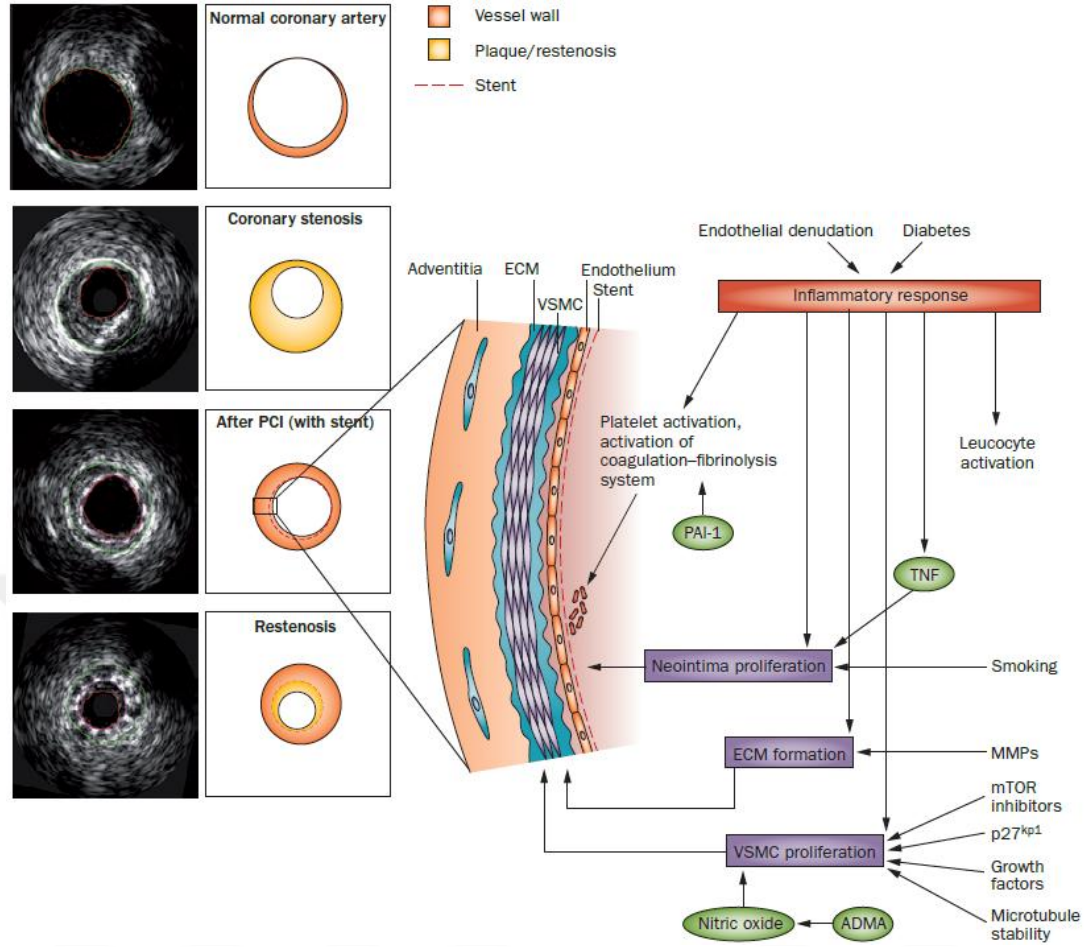 Normal coronary artery
Vessel wall
Plaque/restenosis
Stent
Coronary stenosis
After PCI (with stent)
Restenosis
Adventitia
ECM
VSMC
Endothelium
Stent
Endothelial denudation
Diabetes
Inflammatory response
Platelet activation,
activation of
coagulation–fibrinolysis
system
Leucocyte
activation
PAI-1
TNF
Neointima proliferation
Smoking
ECM formation
MMPs
mTOR
inhibitors
p27kp1
VSMC proliferation
Growth
factors
Microtubule
stability
Nitric oxide
ADMA